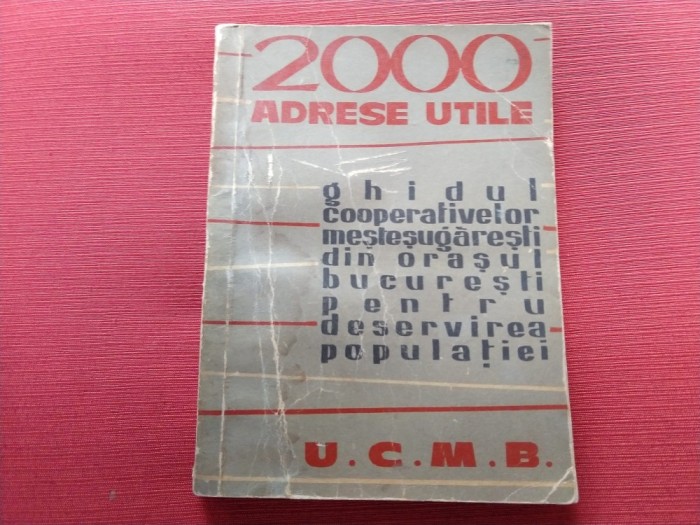 2000
ADRESE UTILE
ghidul
cooperativelor
meșteșugărești
din orașul
bucurești
pentru
deservirea
populației
U.C.M.B.